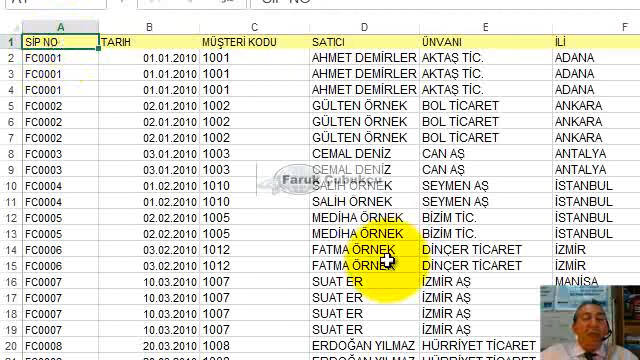 A B C D E F
1 SİP NO TARIH MÜŞTERİ KODU SATICI ÜNVANI İLİ
2 FC0001 01.01.2010 1001 AHMET DEMİRLER AKTAŞ TİC. ADANA
3 FC0001 01.01.2010 1001 AHMET DEMİRLER AKTAŞ TİC. ADANA
4 FC0001 01.01.2010 1001 AHMET DEMİRLER AKTAŞ TİC. ADANA
5 FC0002 02.01.2010 1002 GÜLTEN ÖRNEK BOL TİCARET ANKARA
6 FC0002 02.01.2010 1002 GÜLTEN ÖRNEK BOL TİCARET ANKARA
7 FC0002 02.01.2010 1002 GÜLTEN ÖRNEK BOL TİCARET ANKARA
8 FC0003 03.01.2010 1003 CEMAL DENİZ CAN AŞ ANTALYA
9 FC0003 03.01.2010 1003 CEMAL DENİZ CAN AŞ ANTALYA
Faruk Çubukçu
10 FC0004 01.02.2010 1010 SALİH ÖRNEK SEYMEN AŞ İSTANBUL
11 FC0004 01.02.2010 1010 SALİH ÖRNEK SEYMEN AŞ İSTANBUL
12 FC0005 02.02.2010 1005 MEDİHA ÖRNEK BİZİM TİC. İSTANBUL
13 FC0005 02.02.2010 1005 MEDİHA ÖRNEK BİZİM TİC. İSTANBUL
14 FC0006 03.02.2010 1012 FATMA ÖRNEK DİNÇER TİCARET İZMİR
15 FC0006 03.02.2010 1012 FATMA ÖRNEK DİNÇER TİCARET İZMİR
16 FC0007 10.03.2010 1007 SUAT ER İZMİR AŞ MANİSA
17 FC0007 10.03.2010 1007 SUAT ER İZMİR AŞ
18 FC0007 10.03.2010 1007 SUAT ER İZMİR AŞ
19 FC0007 10.03.2010 1007 SUAT ER İZMİR AŞ
20 FC0008 20.03.2010 1008 ERDOĞAN YILMAZ HÜRRİYET TİCARET